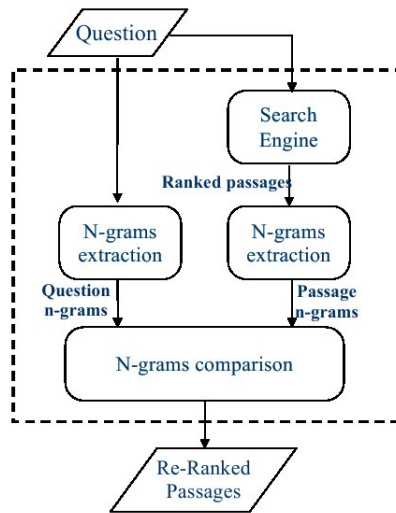 Question
Search
Engine
Ranked passages
N-grams
extraction
N-grams
extraction
Question
n-grams
Passage
n-grams
N-grams comparison
Re-Ranked
Passages